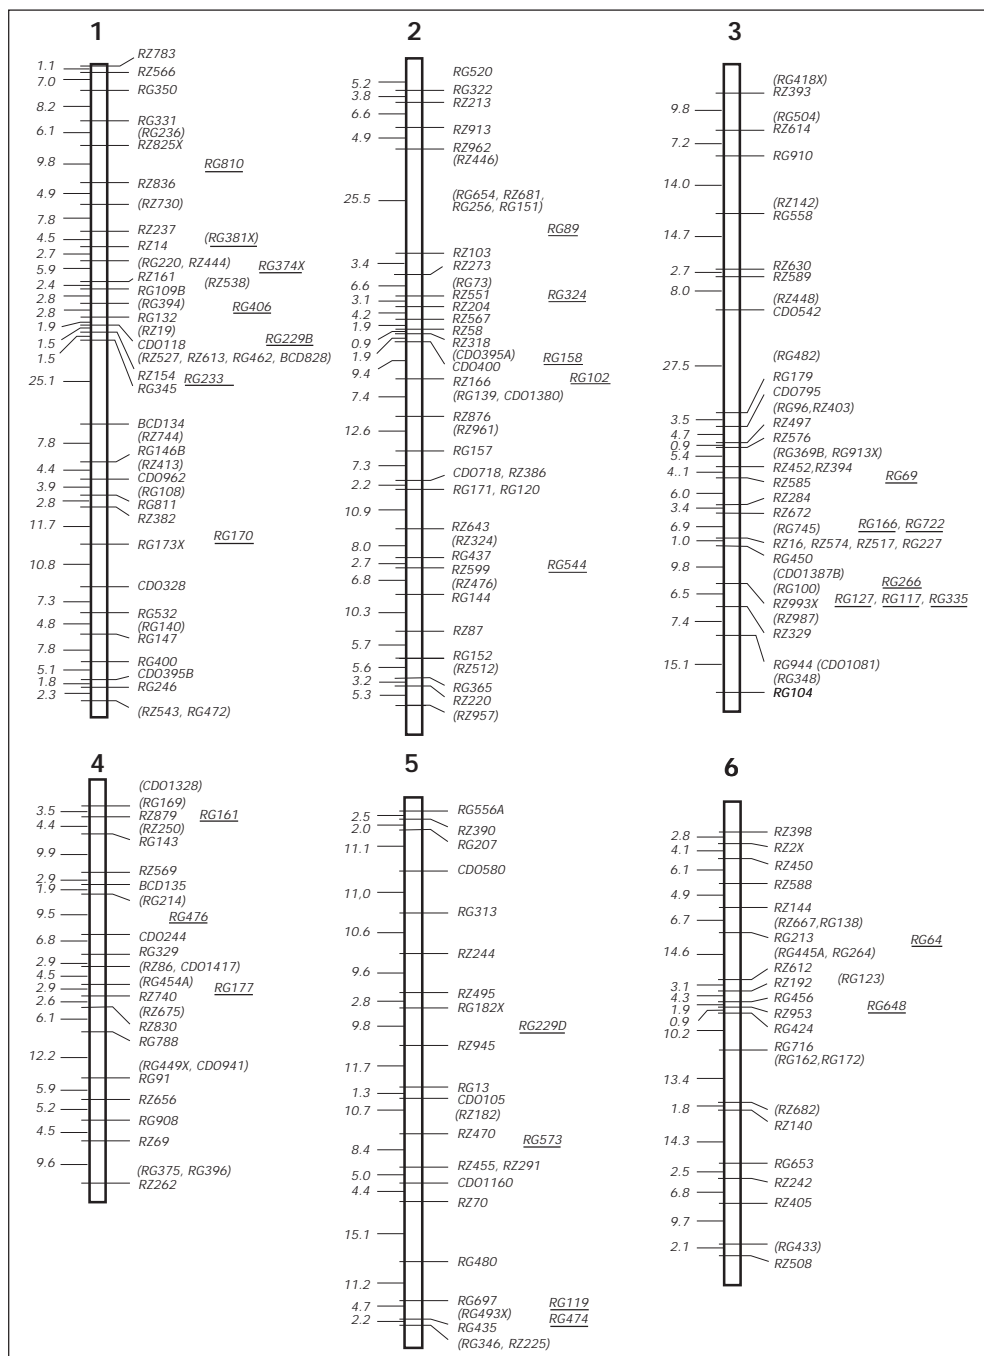 1
RZ783
1.1
RZ566
7.0
RG350
8.2
RG331
6.1
(RG236)
RZ825X
9.8
RG810
RZ836
4.9
(RZ730)
7.8
RZ237
4.5
(RG381X)
RZ14
2.7
(RG220, RZ444)
RG374X
5.9
RZ161
2.4
(RZ538)
RG109B
2.8
(RG394)
RG406
2.8
RG132
1.9
(RZ19)
RG229B
1.5
CDO118
1.5
(RZ527, RZ613, RG462, BCD828)
RZ154
RG233
25.1
RG345
BCD134
7.8
(RZ744)
RG146B
4.4
(RZ413)
CDO962
3.9
(RG108)
2.8
RG811
RZ382
11.7
RG170
RG173X
10.8
CDO328
7.3
RG532
4.8
(RG140)
RG147
7.8
RG400
5.1
CDO395B
1.8
RG246
2.3
(RZ543, RG472)
2
RG520
5.2
RG322
3.8
RZ213
6.6
RZ913
4.9
RZ962
(RZ446)
25.5
(RG654, RZ681,
RG256, RG151)
RG89
RZ103
3.4
RZ273
6.6
(RG73)
3.1
RZ551
RG324
4.2
RZ204
RZ567
1.9
RZ58
0.9
RZ318
1.9
(CDO395A)
RG158
9.4
CDO400
RZ166
RG102
7.4
(RG139, CDO1380)
RZ876
12.6
(RZ961)
RG157
7.3
CDO718, RZ386
2.2
RG171, RG120
10.9
RZ643
(RZ324)
8.0
RG437
2.7
RZ599
RG544
6.8
(RZ476)
RG144
10.3
RZ87
5.7
RG152
5.6
(RZ512)
3.2
RG365
5.3
RZ220
(RZ957)
3
(RG418X)
RZ393
9.8
(RG504)
RZ614
7.2
RG910
14.0
(RZ142)
RG558
14.7
RZ630
2.7
RZ589
8.0
(RZ448)
CDO542
27.5
(RG482)
RG179
CDO795
3.5
(RG96,RZ403)
4.7
RZ497
0.9
RZ576
5.4
(RG369B, RG913X)
4..1
RZ452,RZ394
RG69
RZ585
6.0
RZ284
3.4
RZ672
6.9
(RG745)
RG166, RG722
1.0
RZ16, RZ574, RZ517, RG227
RG450
9.8
(CDO1387B)
(RG100)
RG266
6.5
RZ993X
RG127, RG117, RG335
(RZ987)
7.4
RZ329
15.1
RG944 (CDO1081)
(RG348)
RG104
4
(CDO1328)
(RG169)
3.5
RZ879
RG161
4.4
(RZ250)
RG143
9.9
RZ569
2.9
BCD135
1.9
(RG214)
9.5
RG476
6.8
CDO244
RG329
2.9
(RZ86, CDO1417)
4.5
(RG454A)
RG177
2.9
RZ740
2.6
(RZ675)
6.1
RZ830
RG788
12.2
(RG449X, CDO941)
RG91
5.9
RZ656
5.2
RG908
4.5
RZ69
9.6
(RG375, RG396)
RZ262
5
RG556A
2.5
RZ390
2.0
RG207
11.1
CDO580
11,0
RG313
10.6
RZ244
9.6
RZ495
2.8
RG182X
9.8
RG229D
RZ945
11.7
RG13
1.3
CDO105
10.7
(RZ182)
RZ470
RG573
8.4
RZ455, RZ291
5.0
CDO1160
4.4
RZ70
15.1
RG480
11.2
RG697
RG119
4.7
(RG493X)
RG474
2.2
RG435
(RG346, RZ225)
6
RZ398
2.8
RZ2X
4.1
RZ450
6.1
RZ588
4.9
RZ144
6.7
(RZ667,RG138)
RG213
RG64
14.6
(RG445A, RG264)
RZ612
3.1
RZ192
(RG123)
4.3
RG456
1.9
RZ953
RG648
0.9
RG424
10.2
RG716
(RG162,RG172)
13.4
1.8
(RZ682)
RZ140
14.3
RG653
2.5
RZ242
6.8
RZ405
9.7
2.1
(RG433)
RZ508